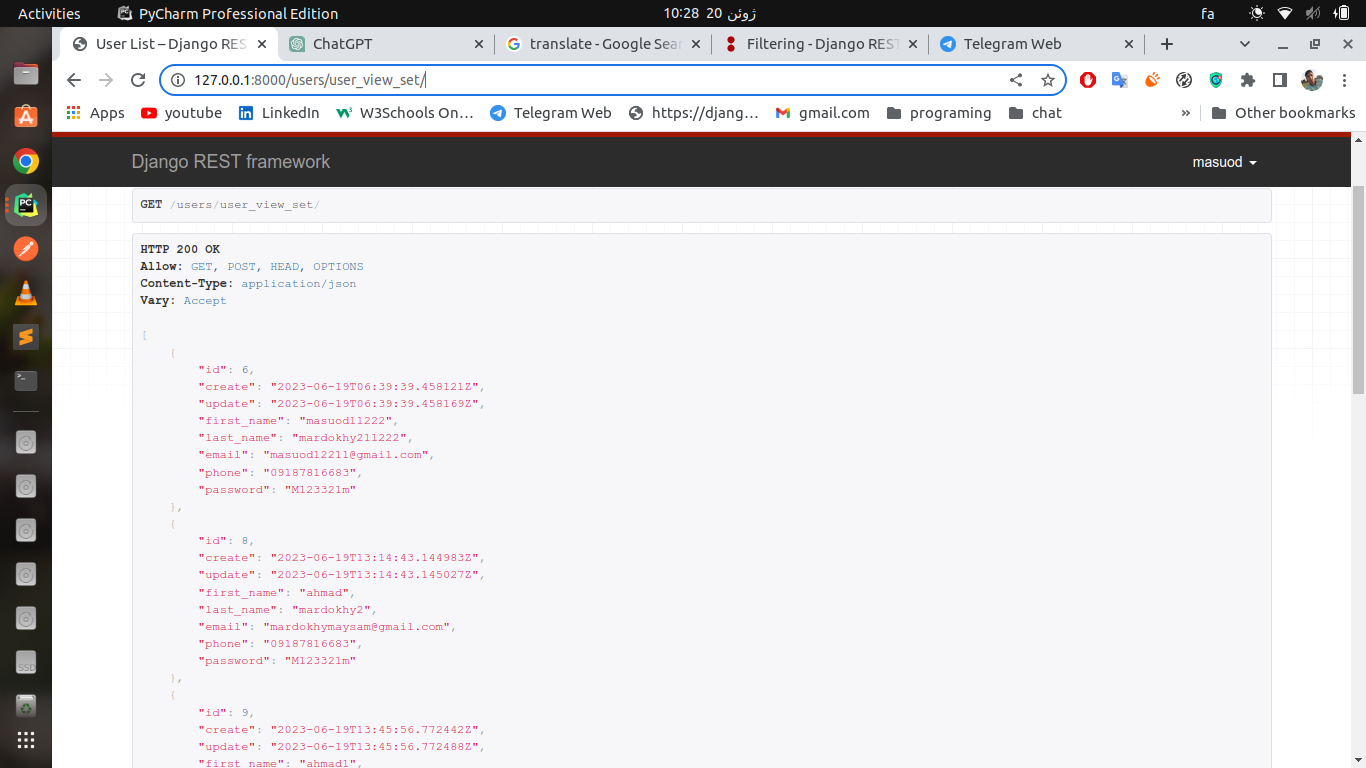 Activities PyCharm Professional Edition 10:28 20 ژوئن fa
User List – Django RES ChatGPT translate - Google Sear Filtering - Django REST Telegram Web
127.0.0.1:8000/users/user_view_set/
Apps youtube LinkedIn W3Schools On... Telegram Web https://djang... gmail.com programing chat » Other bookmarks
Django REST framework masuod
GET /users/user_view_set/
HTTP 200 OK
Allow: GET, POST, HEAD, OPTIONS
Content-Type: application/json
Vary: Accept
[
{
"id": 6,
"create": "2023-06-19T06:39:39.458121Z",
"update": "2023-06-19T06:39:39.458169Z",
"first_name": "masuod11222",
"last_name": "mardokhy211222",
"email": "masuod12211@gmail.com",
"phone": "09187816683",
"password": "M123321m"
},
{
"id": 8,
"create": "2023-06-19T13:14:43.144983Z",
"update": "2023-06-19T13:14:43.145027Z",
"first_name": "ahmad",
"last_name": "mardokhy2",
"email": "mardokhymaysam@gmail.com",
"phone": "09187816683",
"password": "M123321m"
},
{
"id": 9,
"create": "2023-06-19T13:45:56.772442Z",
"update": "2023-06-19T13:45:56.772488Z",
"first_name": "ahmad1",
PC
SSD